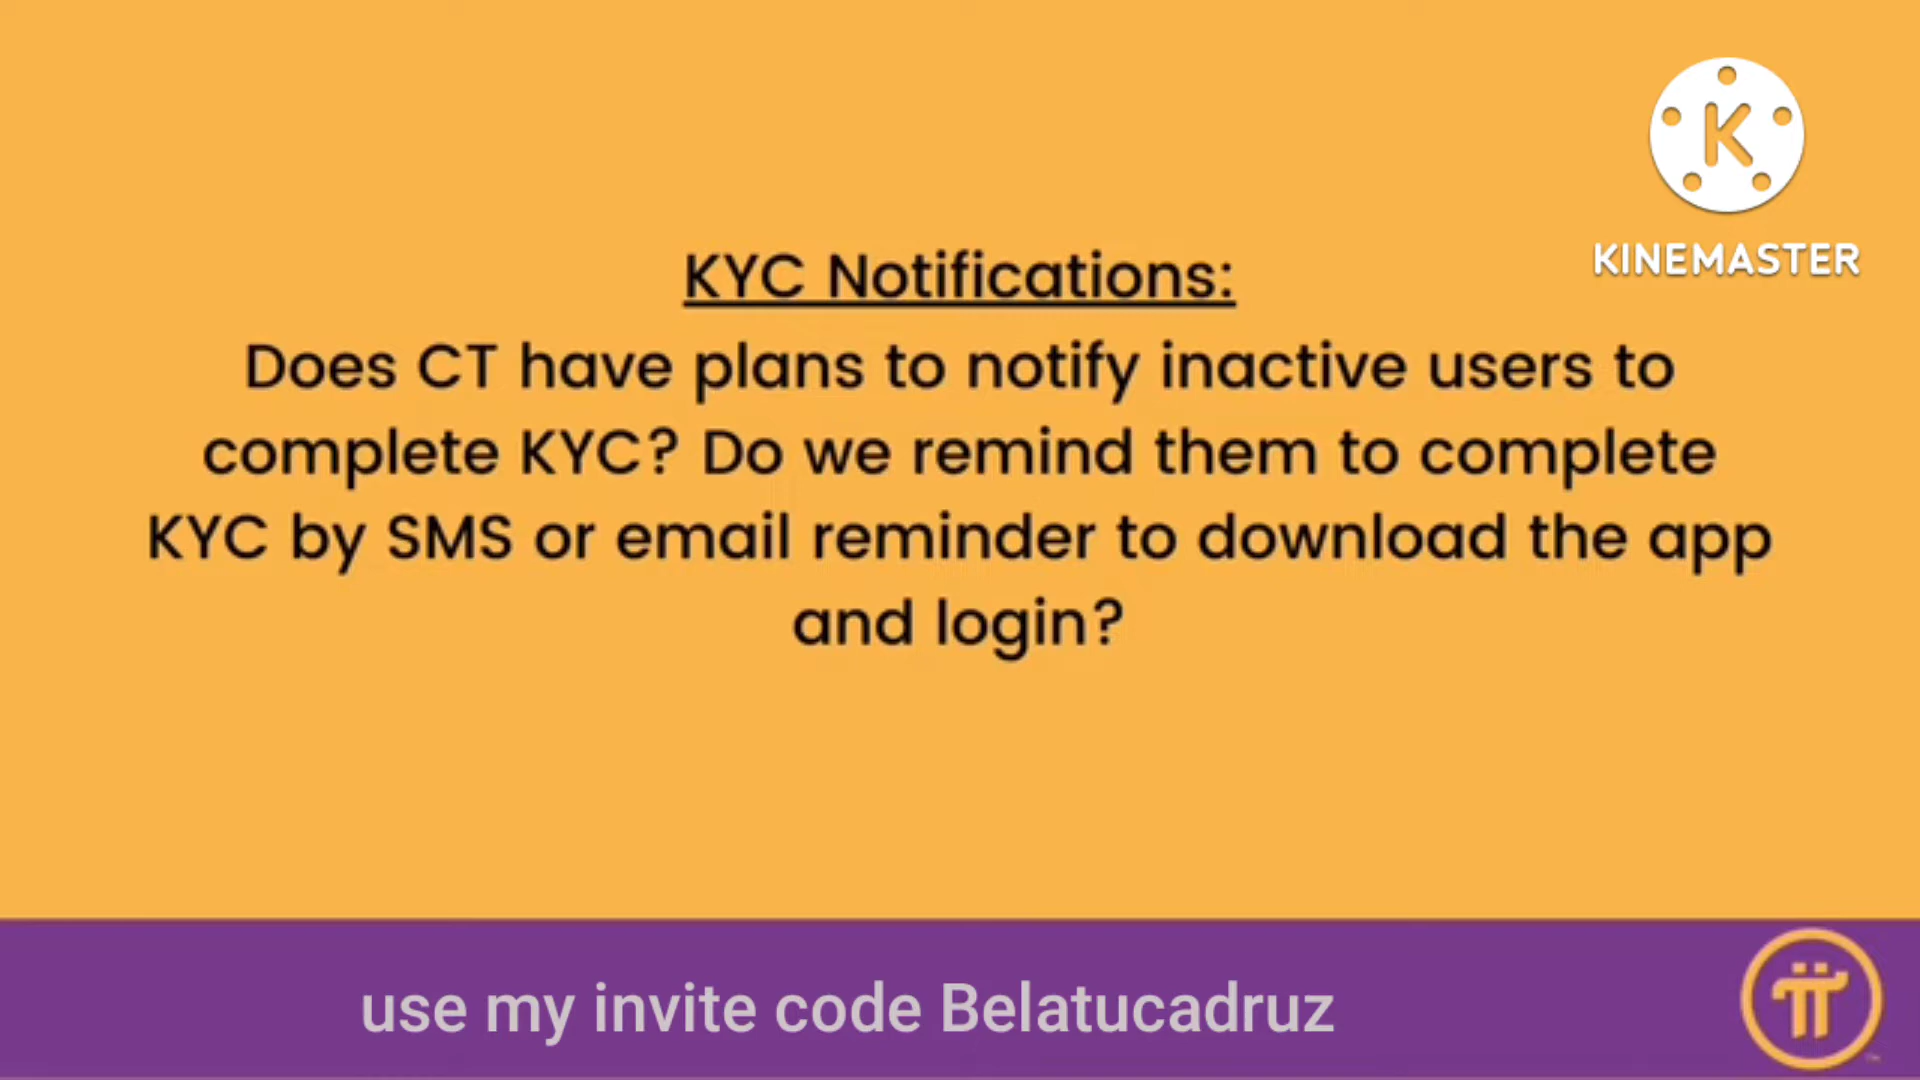 K
KINEMASTER
KYC Notifications:
Does CT have plans to notify inactive users to
complete KYC? Do we remind them to complete
KYC by SMS or email reminder to download the app
and login?
use my invite code Belatucadruz